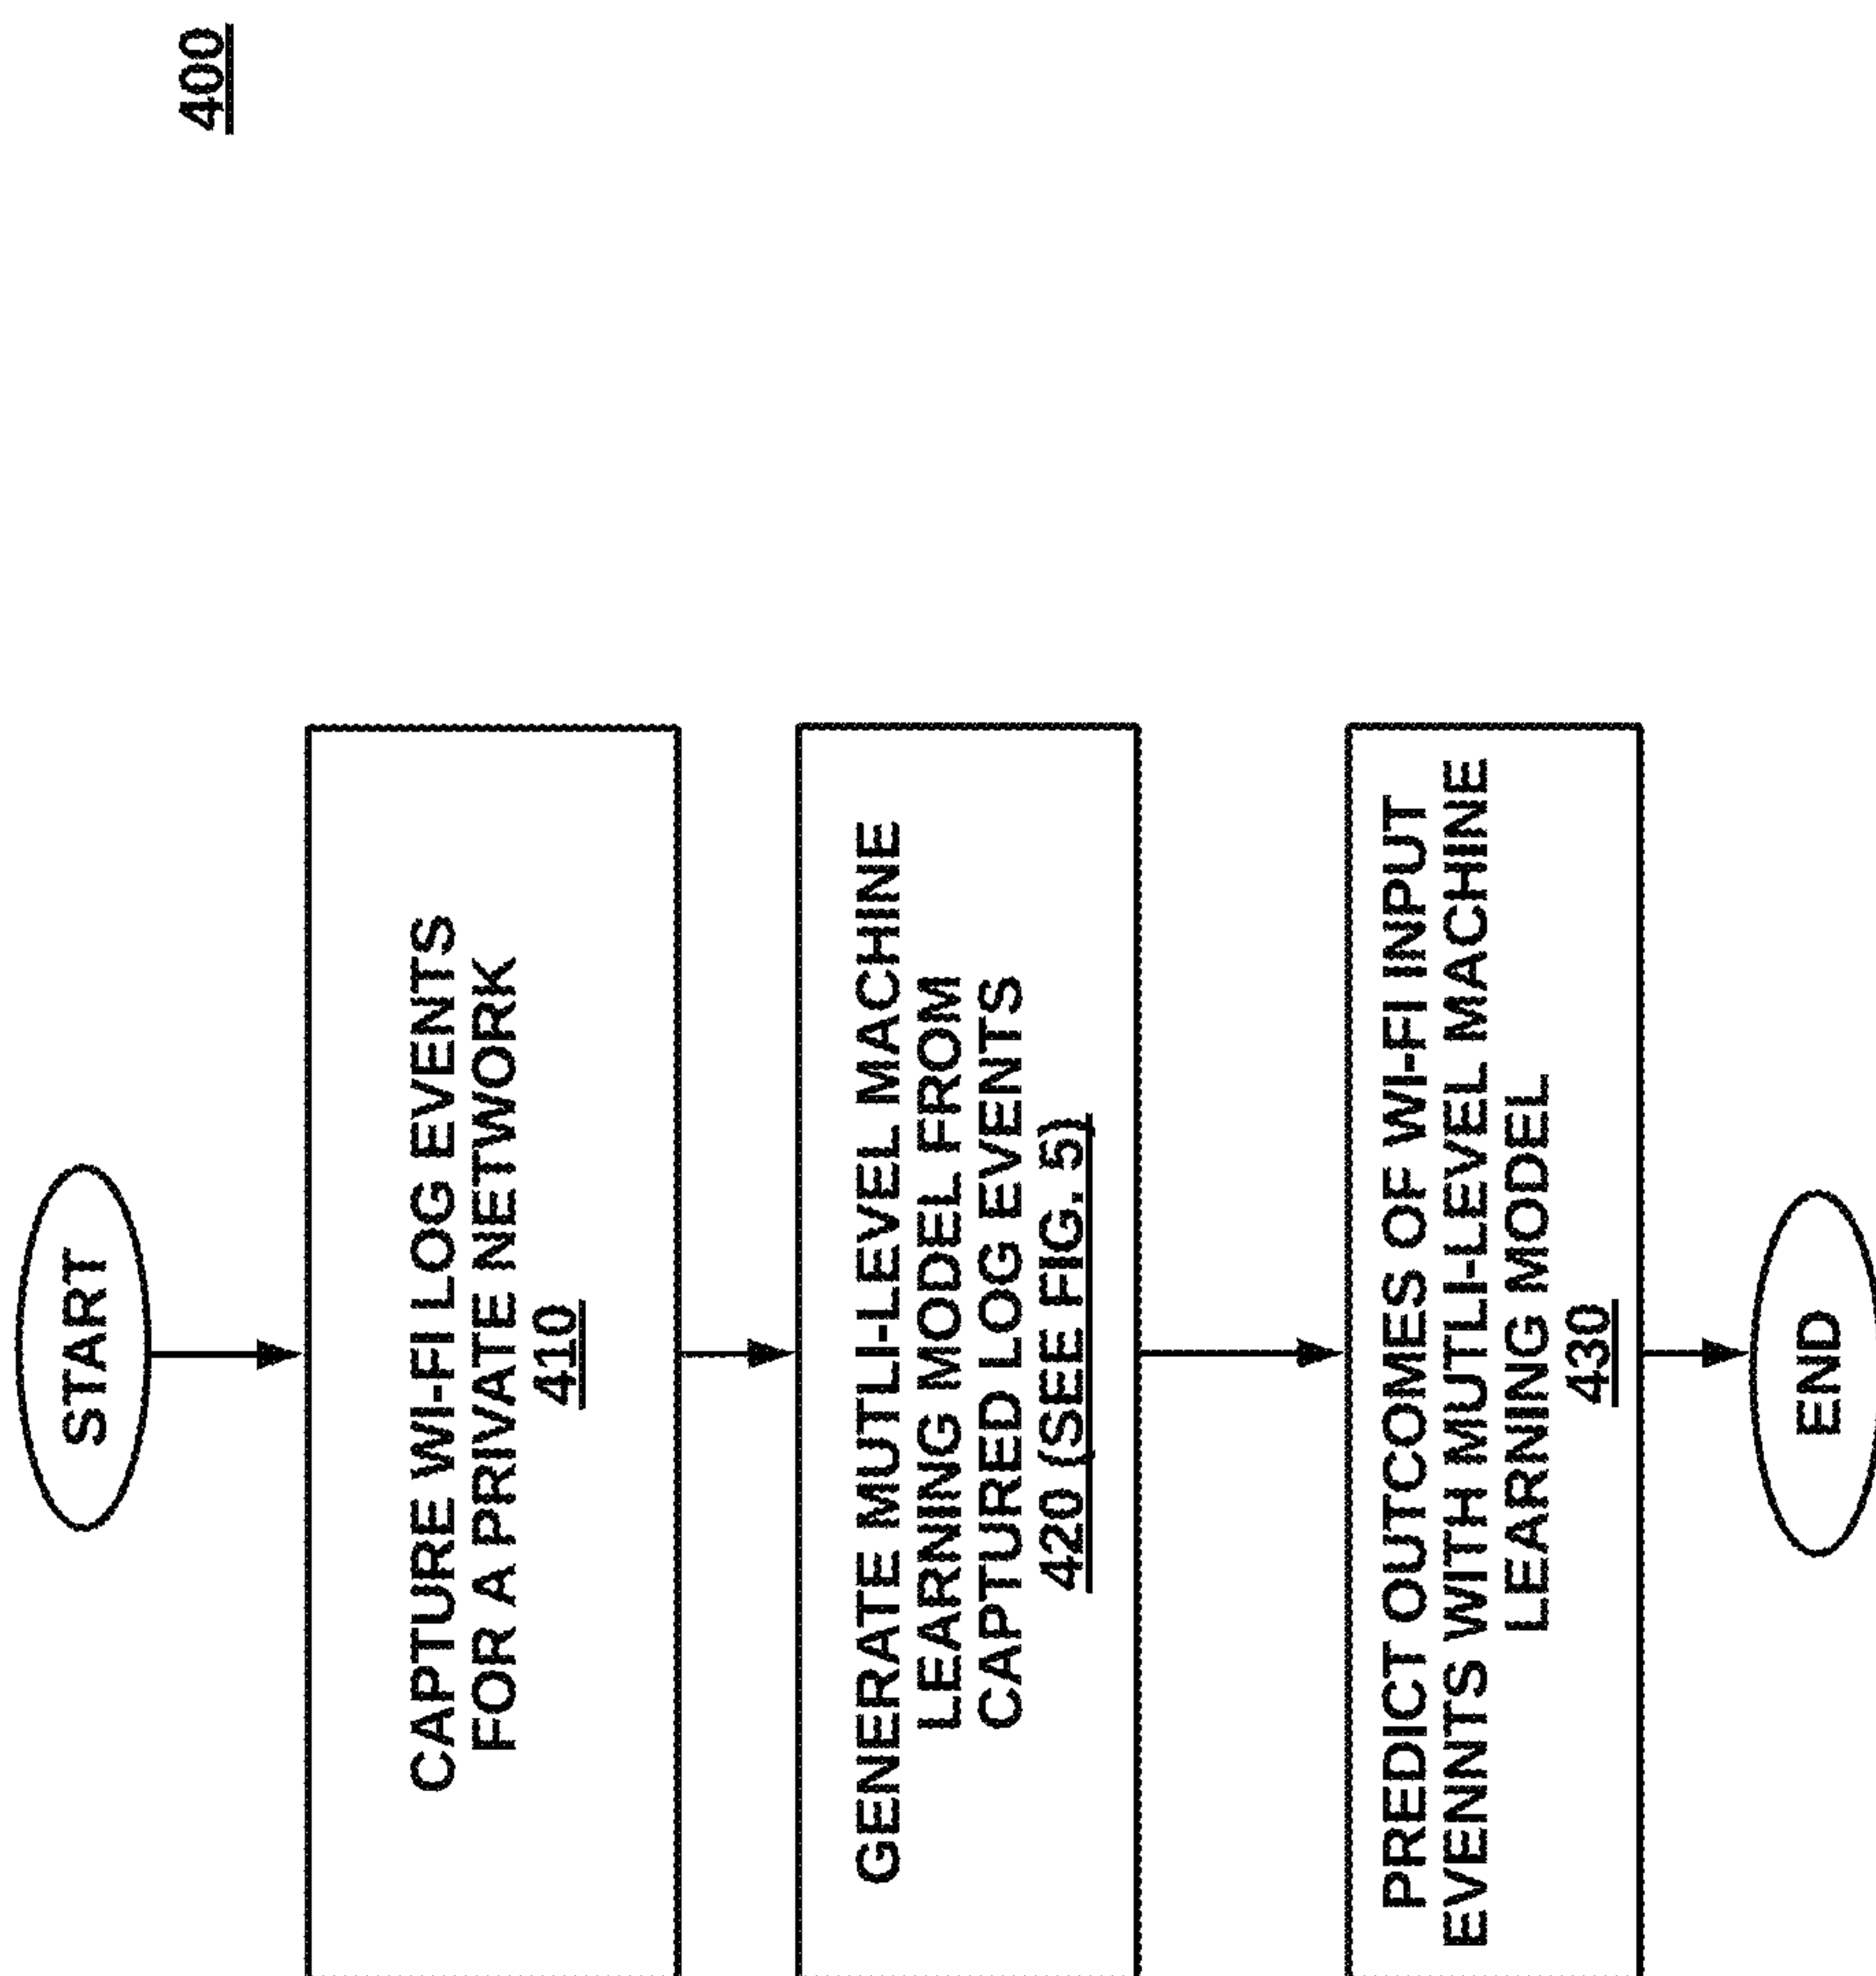 400
START
CAPTURE WI-FI LOG EVENTS
FOR A PRIVATE NETWORK
410
GENERATE MUTLI-LEVEL MACHINE
LEARNING MODEL FROM
CAPTURED LOG EVENTS
420 (SEE FIG. 5)
PREDICT OUTCOMES OF WI-FI INPUT
EVENNTS WITH MUTLI-LEVEL MACHINE
LEARNING MODEL
430
END